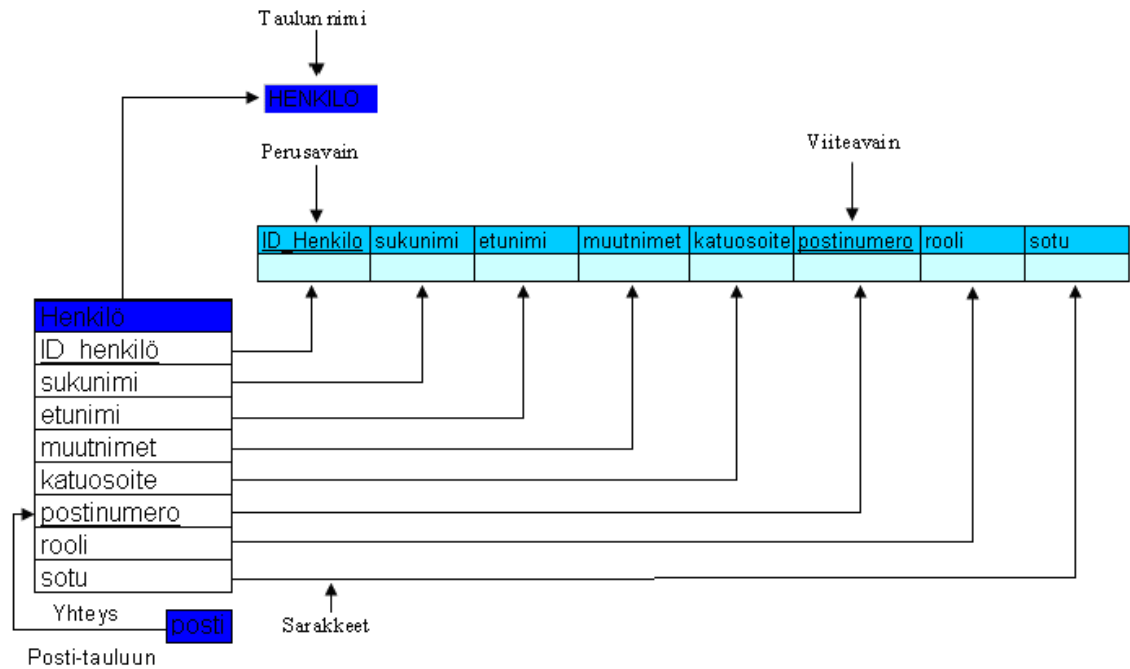 Taulun nimi
HENKILO
Perusavain
Viiteavain
ID_Henkilo sukunimi etunimi muutnimet katuosoite postinumero rooli sotu
Henkilö
ID_henkilö
sukunimi
etunimi
muutnimet
katuosoite
postinumero
rooli
sotu
Yhteys
posti
Sarakkeet
Posti-tauluun